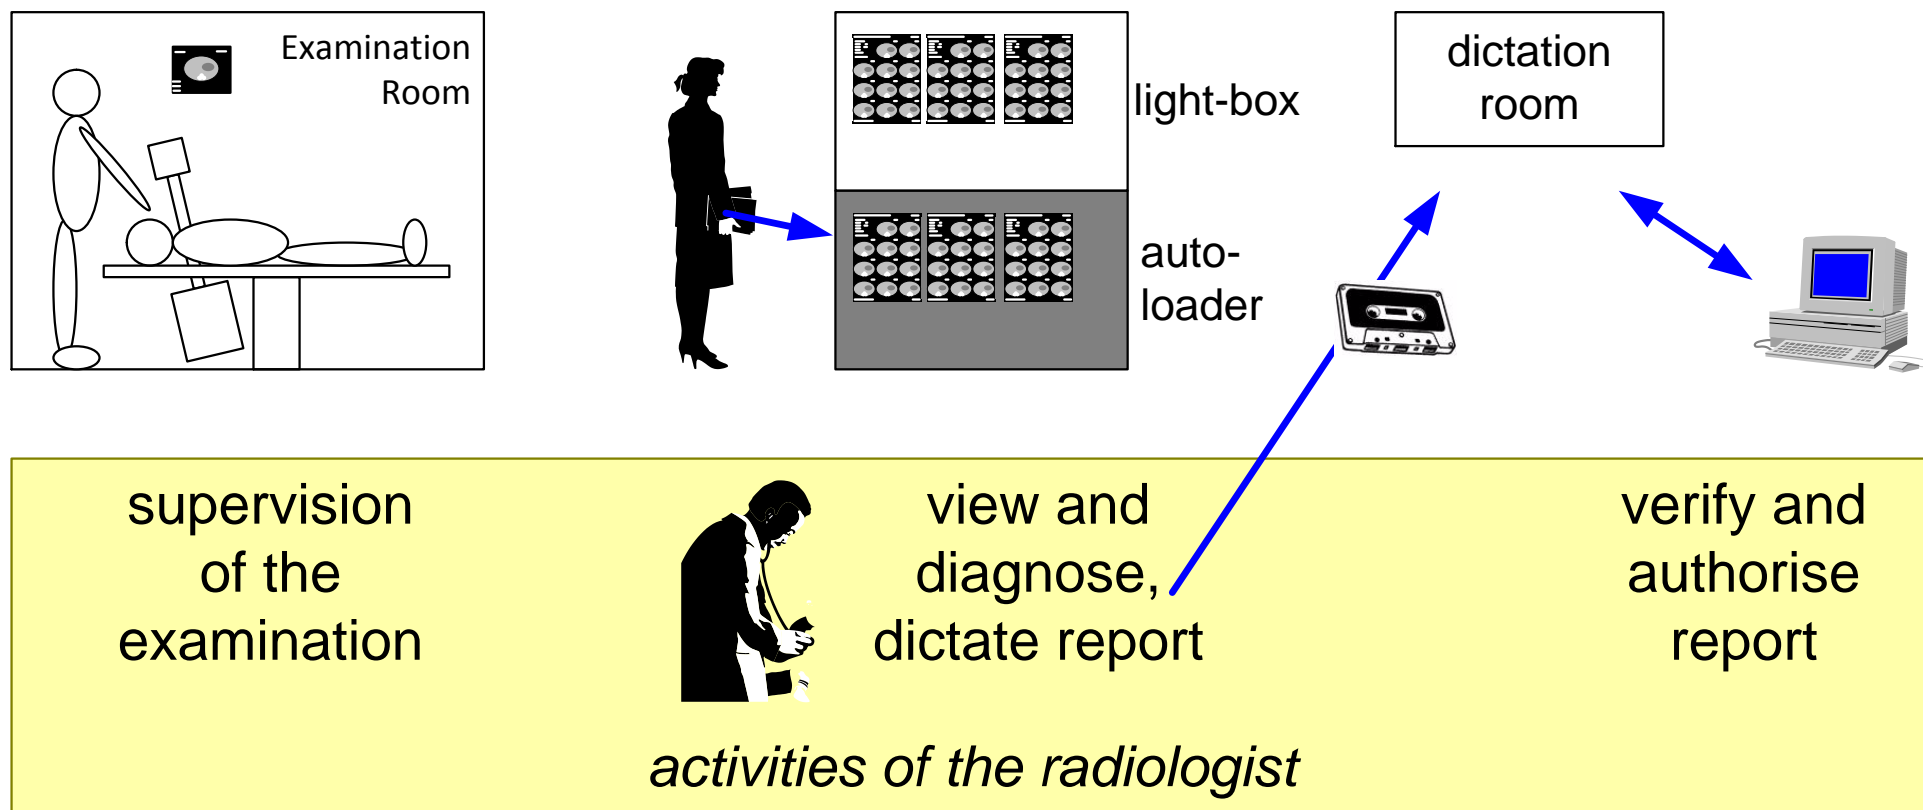 Examination
Room
light-box
auto-
loader
dictation
room
supervision
of the
examination
view and
diagnose,
dictate report
verify and
authorise
report
activities of the radiologist